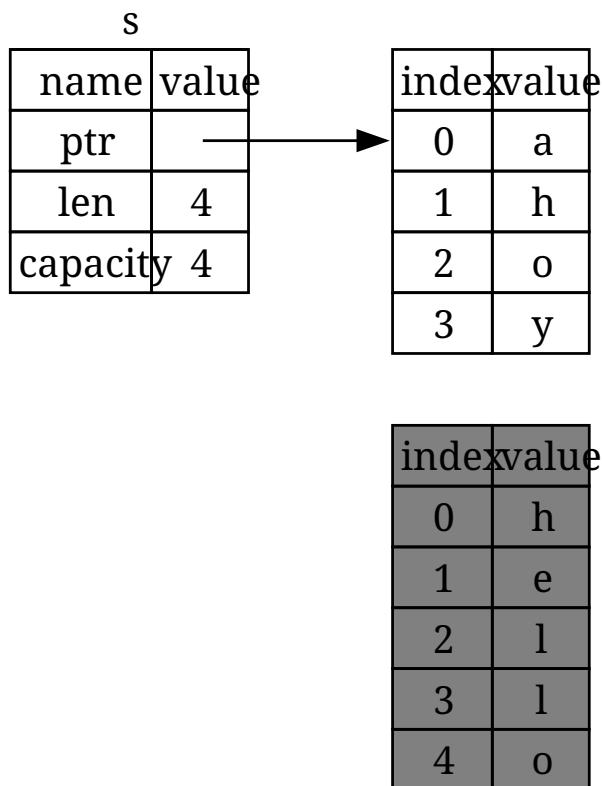 s
name value
ptr
len 4
capacity 4
index value
0 a
1 h
2 o
3 y
index value
0 h
1 e
2 l
3 l
4 o